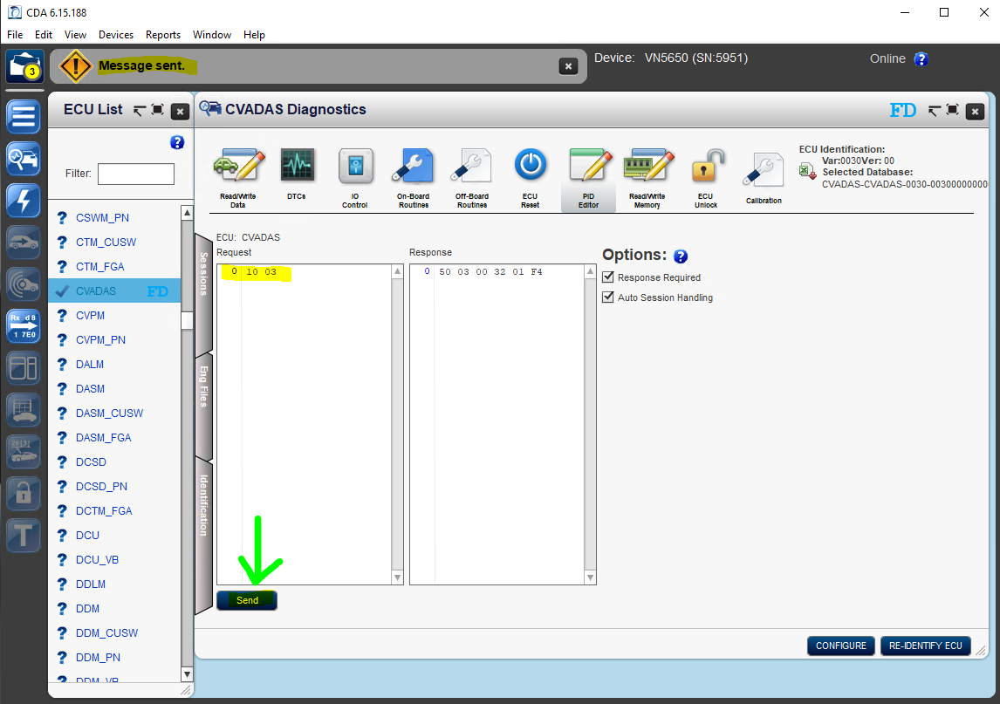 CDA 6.15.188
File Edit View Devices Reports Window Help
3
Message sent.
Device: VN5650 (SN:5951)
Online
ECU List
CVADAS Diagnostics
FD
Filter:
Read/Write
Data
DTCs
IO
Control
On-Board
Routines
Off-Board
Routines
ECU
Reset
PID
Editor
Read/Write
Memory
ECU
Unlock
Calibration
ECU Identification:
Var:0030Ver: 00
Selected Database:
CVADAS-CVADAS-0030-00300000000
Rx d8
1 7E0
T
CSWM_PN
CTM_CUSW
CTM_FGA
CVADAS FD
CVPM
CVPM_PN
DALM
DASM
DASM_CUSW
DASM_FGA
DCSD
DCSD_PN
DCTM_FGA
DCU
DCU_VB
DDLM
DDM
DDM_CUSW
DDM_PN
DDM_VB
Sessions
Eng Files
Identification
ECU: CVADAS
Request
0 10 03
Response
0 50 03 00 32 01 F4
Options:
Response Required
Auto Session Handling
Send
CONFIGURE
RE-IDENTIFY ECU